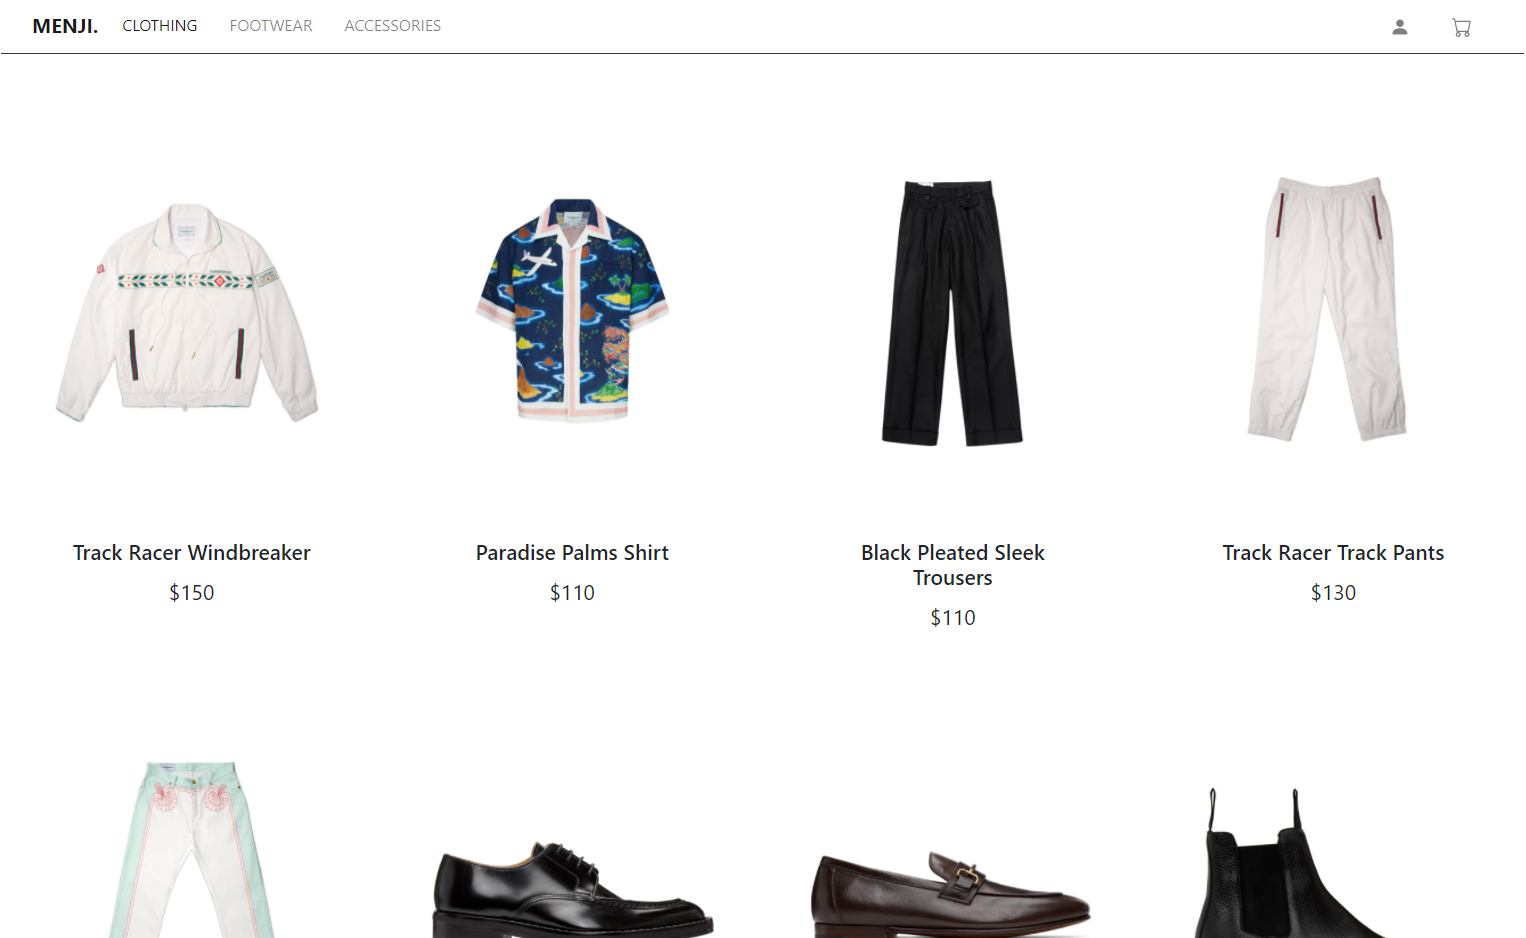 MENJI. CLOTHING FOOTWEAR ACCESSORIES
Track Racer Windbreaker
$150
Paradise Palms Shirt
$110
Black Pleated Sleek
Trousers
$110
Track Racer Track Pants
$130